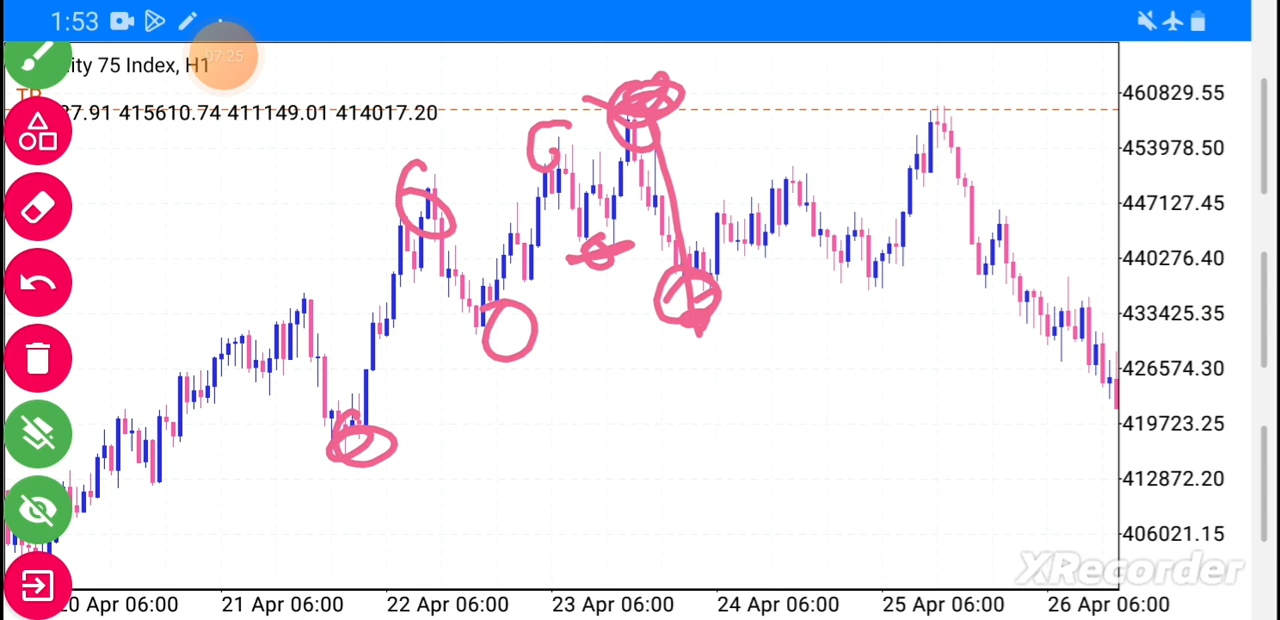 1:53
07:25
ity 75 Index, H1
TP
37.91 415610.74 411149.01 414017.20
460829.55
453978.50
447127.45
440276.40
433425.35
426574.30
419723.25
412872.20
406021.15
XRecorder
20 Apr 06:00 21 Apr 06:00 22 Apr 06:00 23 Apr 06:00 24 Apr 06:00 25 Apr 06:00 26 Apr 06:00